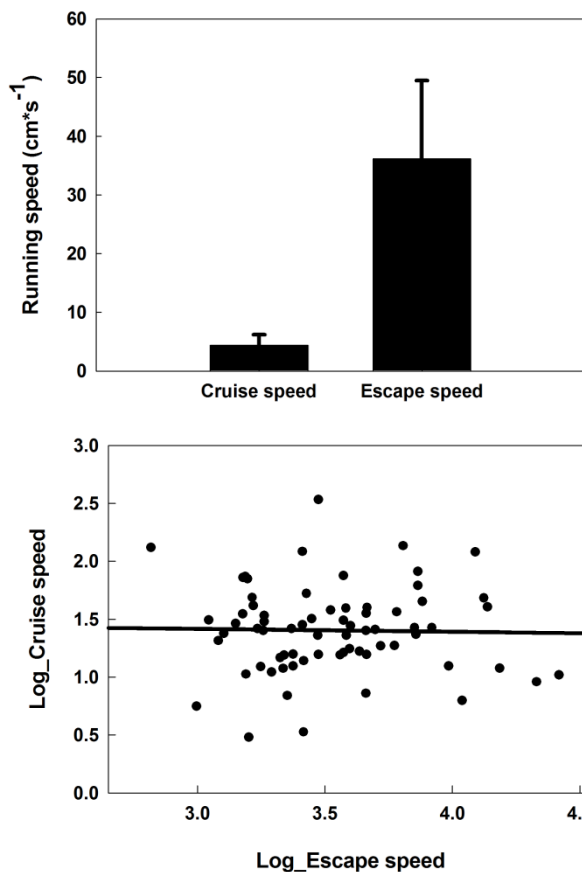 60
50
40
30
20
10
0
Running speed (cm*s-1)
Cruise speed Escape speed
3.0
2.5
2.0
1.5
1.0
0.5
0.0
Log_Cruise speed
3.0 3.5 4.0 4.
Log_Escape speed